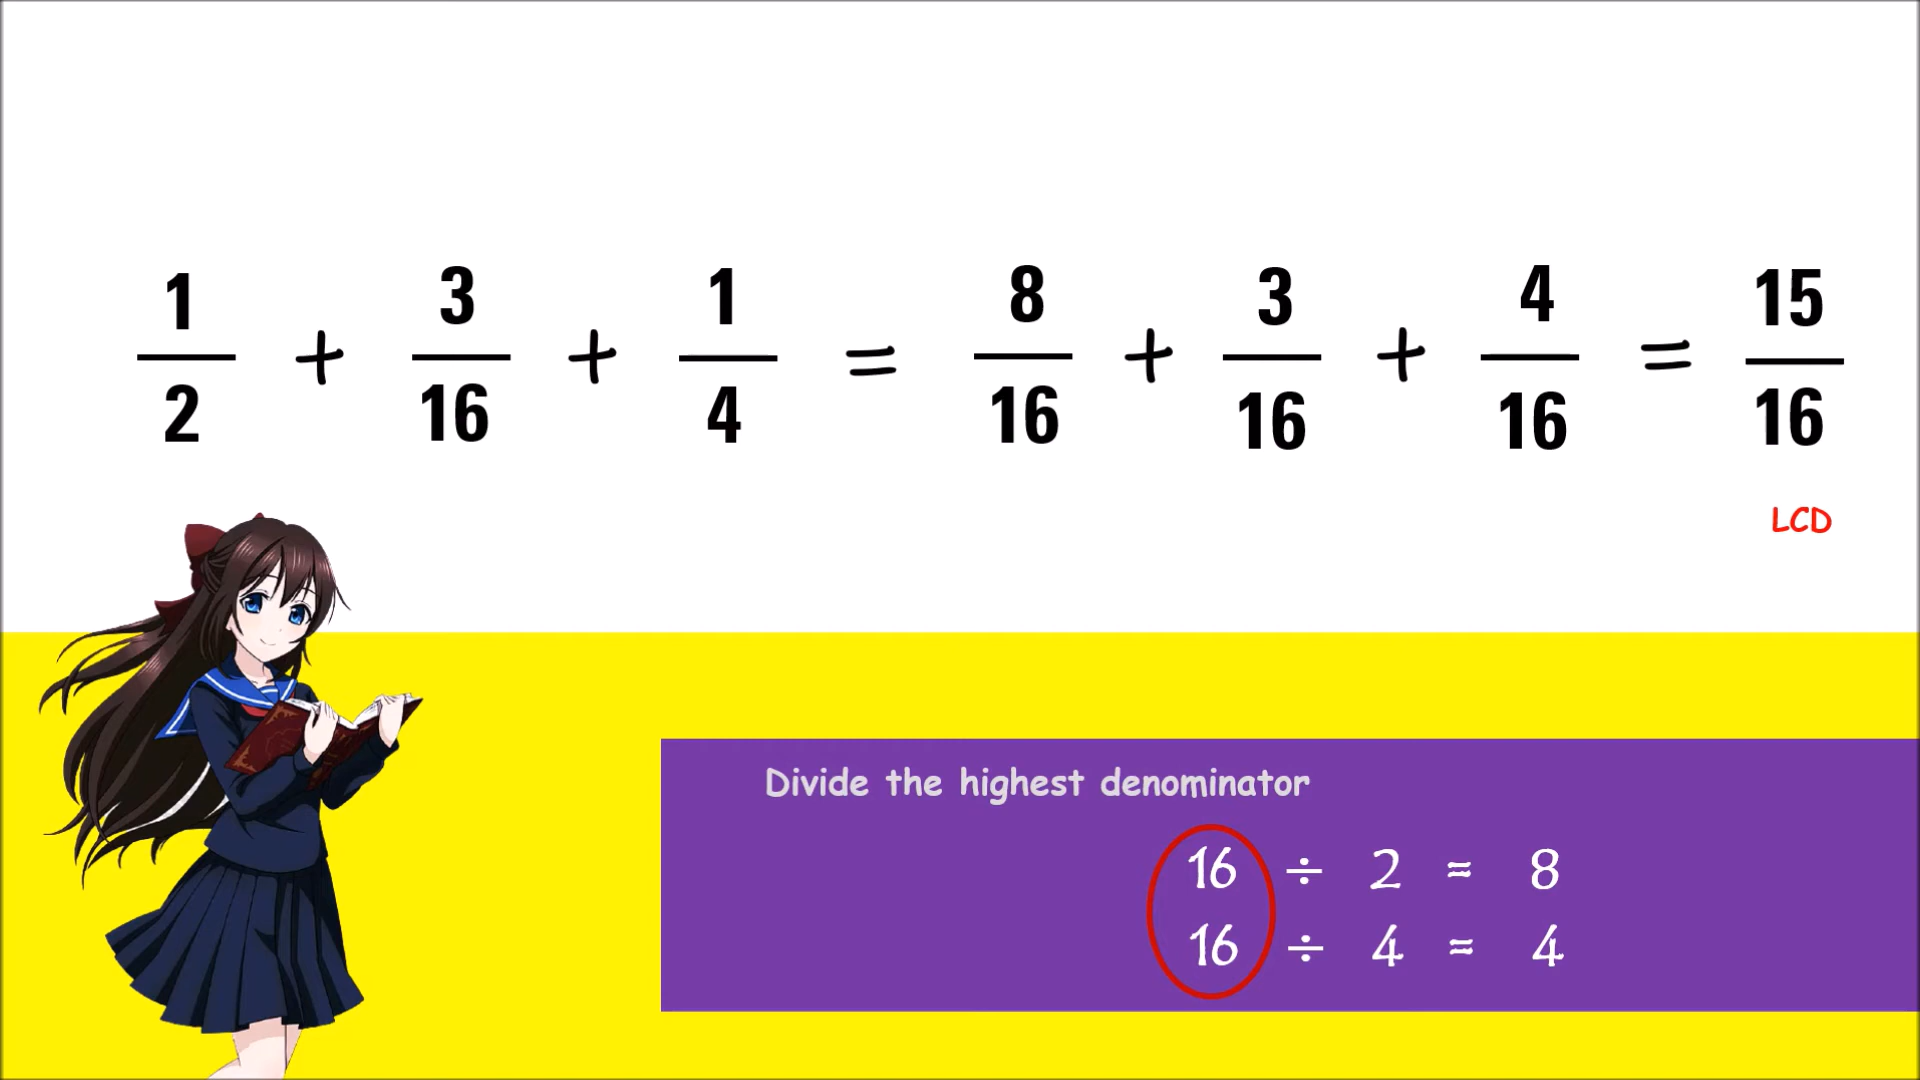 1/2 + 3/16 + 1/4 = 8/16 + 3/16 + 4/16 = 15/16
LCD
Divide the highest denominator
16 ÷ 2 = 8
16 ÷ 4 = 4